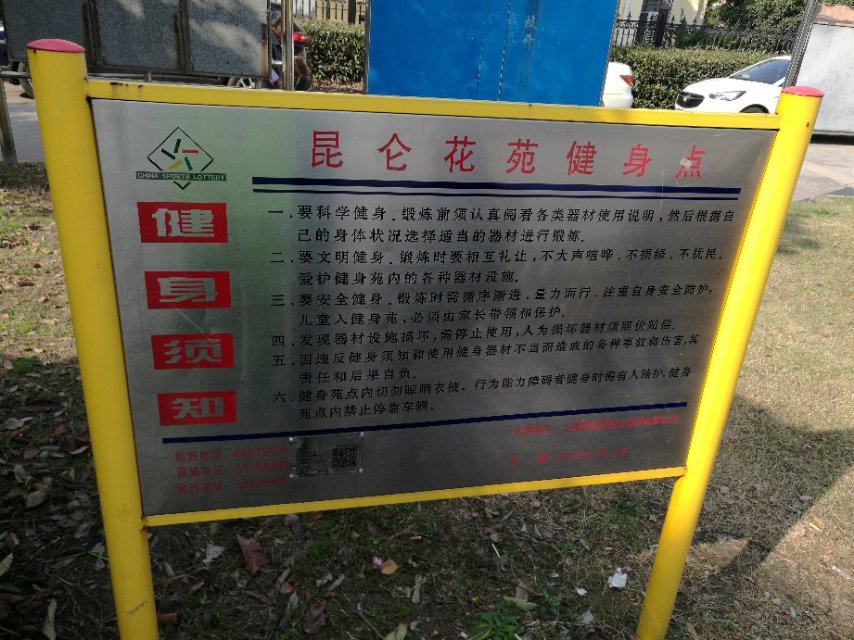 昆仑花苑健身点
CHINA SPORTS LOTTERY
健
身
须
知
一、要科学健身。锻炼前须认真阅看各类器材使用说明，然后根据自
己的身体状况选择适当的器材进行锻炼。
二、要文明健身。锻炼时要相互礼让，不大声喧哗、不损绿、不扰民，
爱护健身苑内的各种器材设施。
三、要安全健身。锻炼时需循序渐进、量力而行，注重自身安全防护；
儿童入健身苑，必须由家长带领和保护。
四、发现器材设施损坏，需停止使用，人为损坏器材须照价赔偿。
五、因违反健身须知和使用健身器材不当而造成的各种事故和伤害，其
责任和后果自负。
六、健身苑点内切勿晾晒衣被。行为能力障碍者健身时需有人陪护。健身
苑点内禁止停靠车辆。
监督电话：
报修电话：